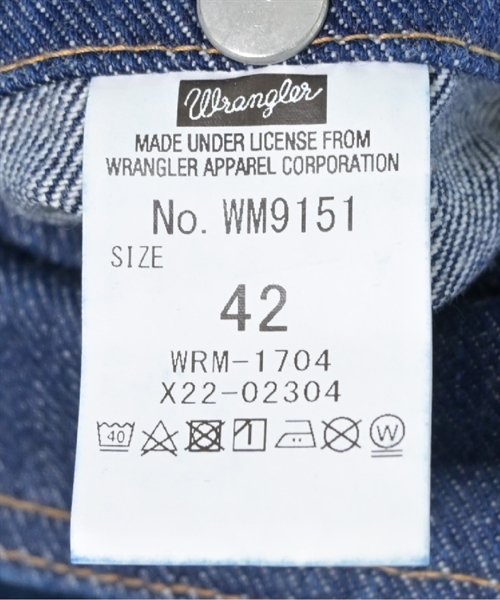 Wrangler
MADE UNDER LICENSE FROM
WRANGLER APPAREL CORPORATION
No. WM9151
SIZE
42
WRM-1704
X22-02304
40 W